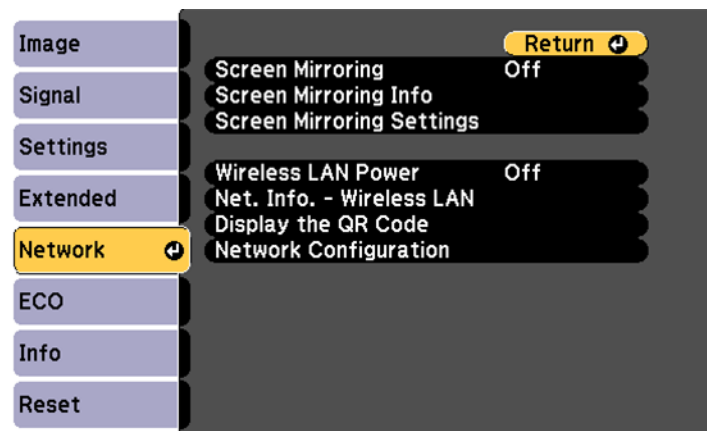 Image
Signal
Settings
Extended
Network
ECO
Info
Reset
Return
Screen Mirroring Off
Screen Mirroring Info
Screen Mirroring Settings
Wireless LAN Power Off
Net. Info. - Wireless LAN
Display the QR Code
Network Configuration